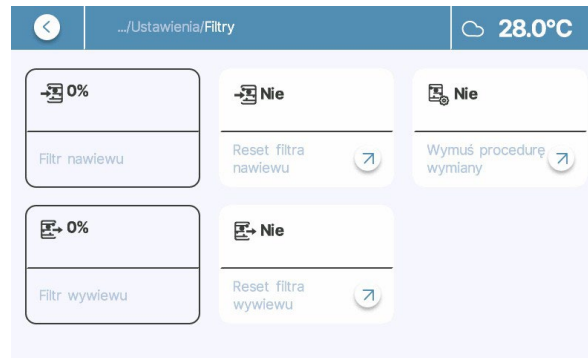 .../Ustawienia/Filtry
28.0°C
0%
Filtr nawiewu
Nie
Reset filtra
nawiewu
Nie
Wymuś procedurę
wymiany
0%
Filtr wywiewu
Nie
Reset filtra
wywiewu